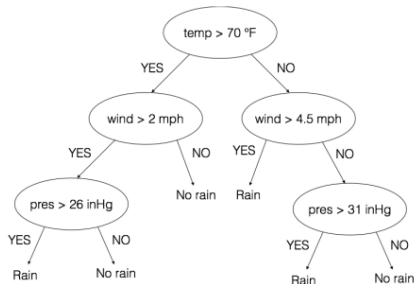 temp > 70 ºF
YES
NO
wind > 2 mph
wind > 4.5 mph
YES
NO
YES
NO
No rain
Rain
pres > 26 inHg
pres > 31 inHg
YES
NO
YES
NO
Rain
No rain
Rain
No rain